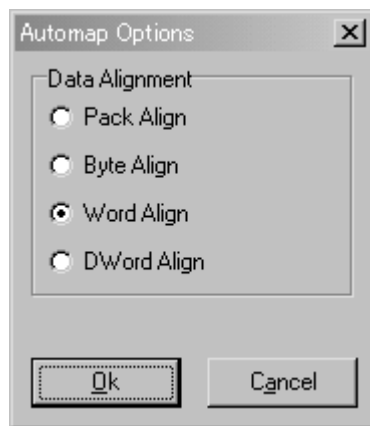 Automap Options
Data Alignment
Pack Align
Byte Align
Word Align
DWord Align
Ok
Cancel